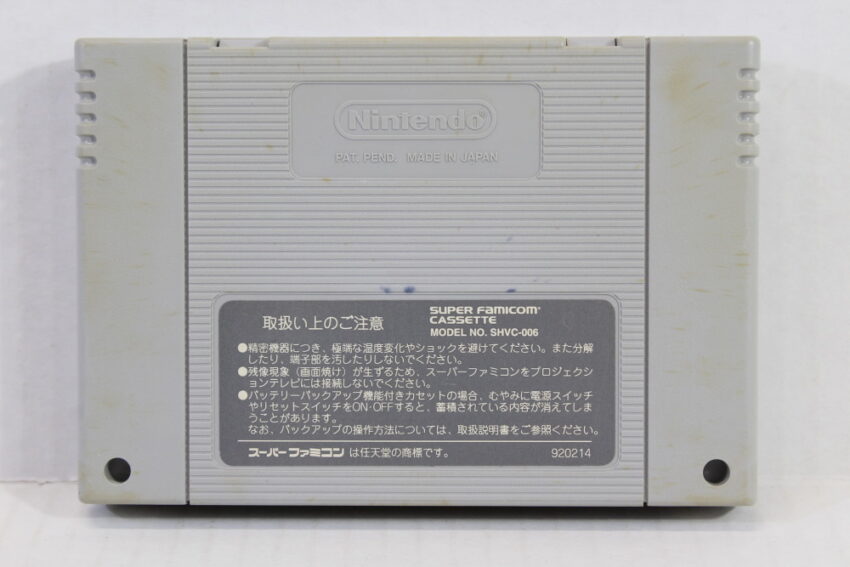 Nintendo®
PAT. PEND. MADE IN JAPAN
取扱い上のご注意
SUPER FAMICOM®
CASSETTE
MODEL NO. SHVC-006
●精密機器につき、極端な温度変化やショックを避けてください。また分解
したり、端子部を汚したりしないでください。
●残像現象（画面焼け）が生ずるため、スーパーファミコンをプロジェクシ
ョンテレビには接続しないでください。
●バッテリーバックアップ機能付きカセットの場合、むやみに電源スイッチ
やリセットスイッチをON・OFFすると、蓄積されている内容が消えてしま
うことがあります。
なお、バックアップの操作方法については、取扱説明書をご参照ください。
スーパーファミコン は任天堂の商標です。
920214